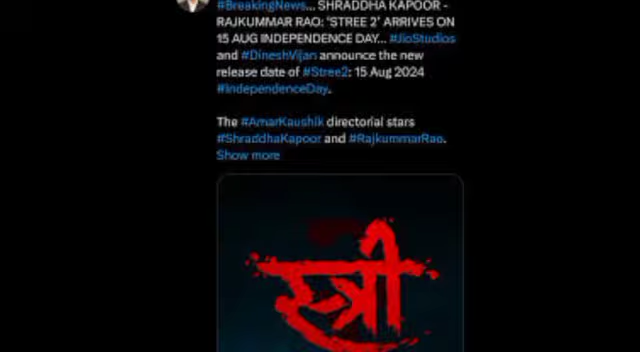 #BreakingNews... SHRADDHA KAPOOR -
RAJKUMMAR RAO: 'STREE 2' ARRIVES ON
15 AUG INDEPENDENCE DAY... #JioStudios
and #DineshVijan announce the new
release date of #Stree2: 15 Aug 2024
#IndependenceDay.
The #AmarKaushik directorial stars
#ShraddhaKapoor and #RajkummarRao.
Show more
स्त्री